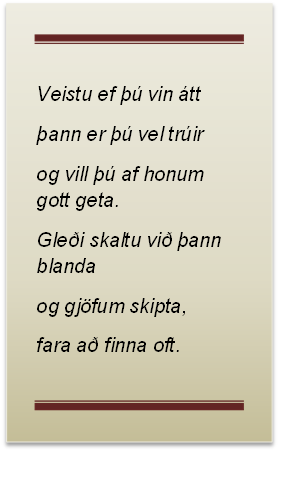 Veistu ef þú vin átt
þann er þú vel trúir
og vill þú af honum
gott geta.
Gleði skaltu við þann
blanda
og gjöfum skipta,
fara að finna oft.